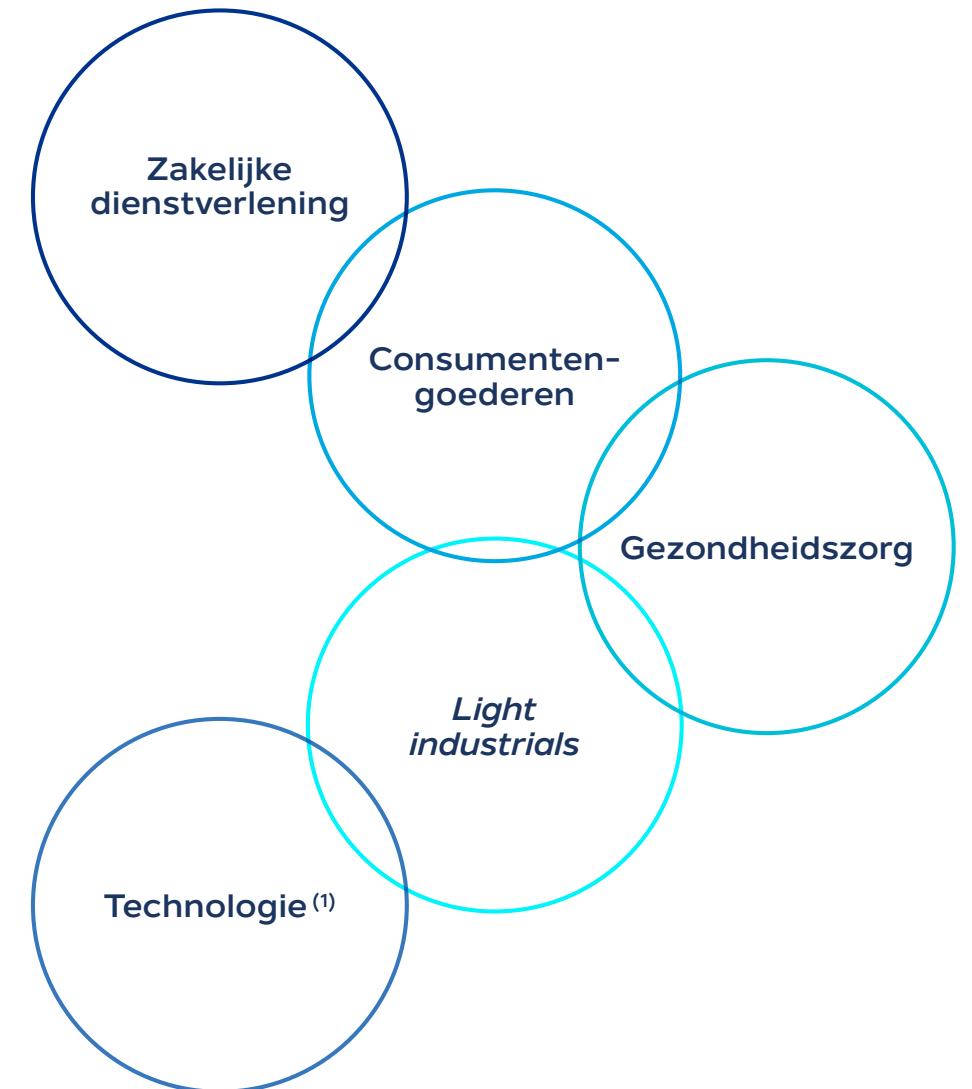 Zakelijke
dienstverlening
Consumenten-
goederen
Gezondheidszorg
Light
industrials
Technologie (1)